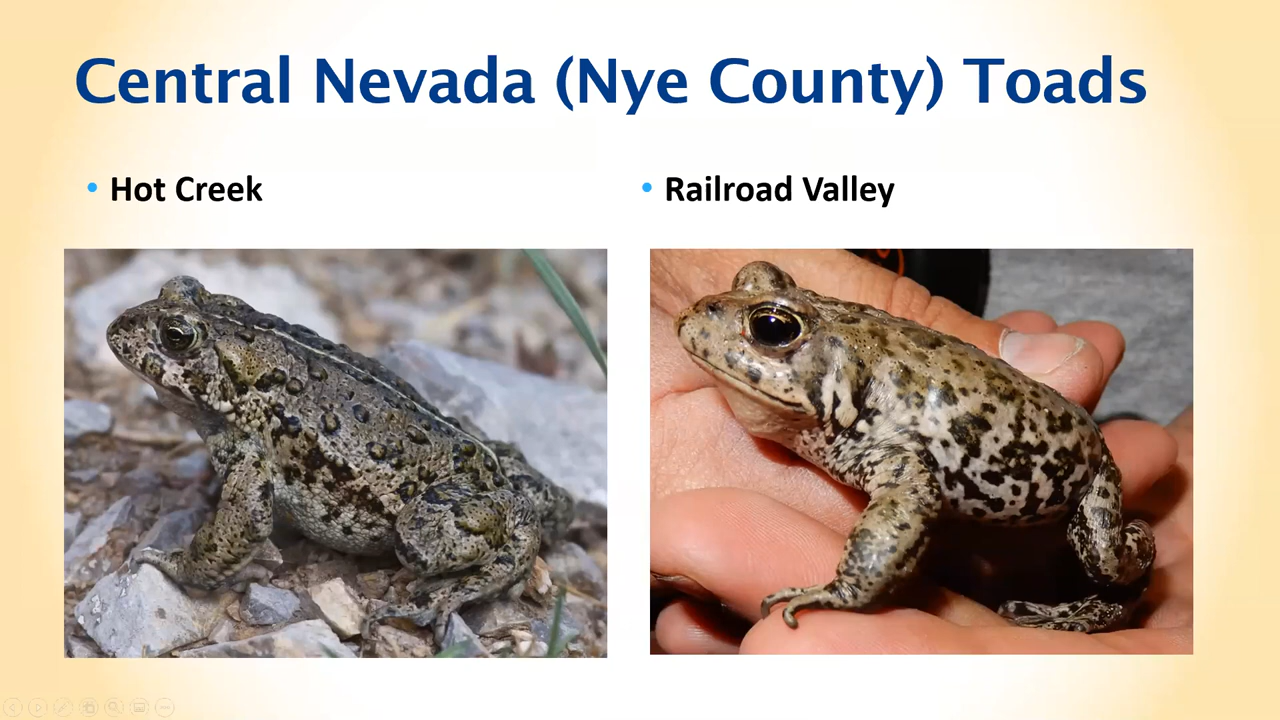 Central Nevada (Nye County) Toads
• Hot Creek
• Railroad Valley